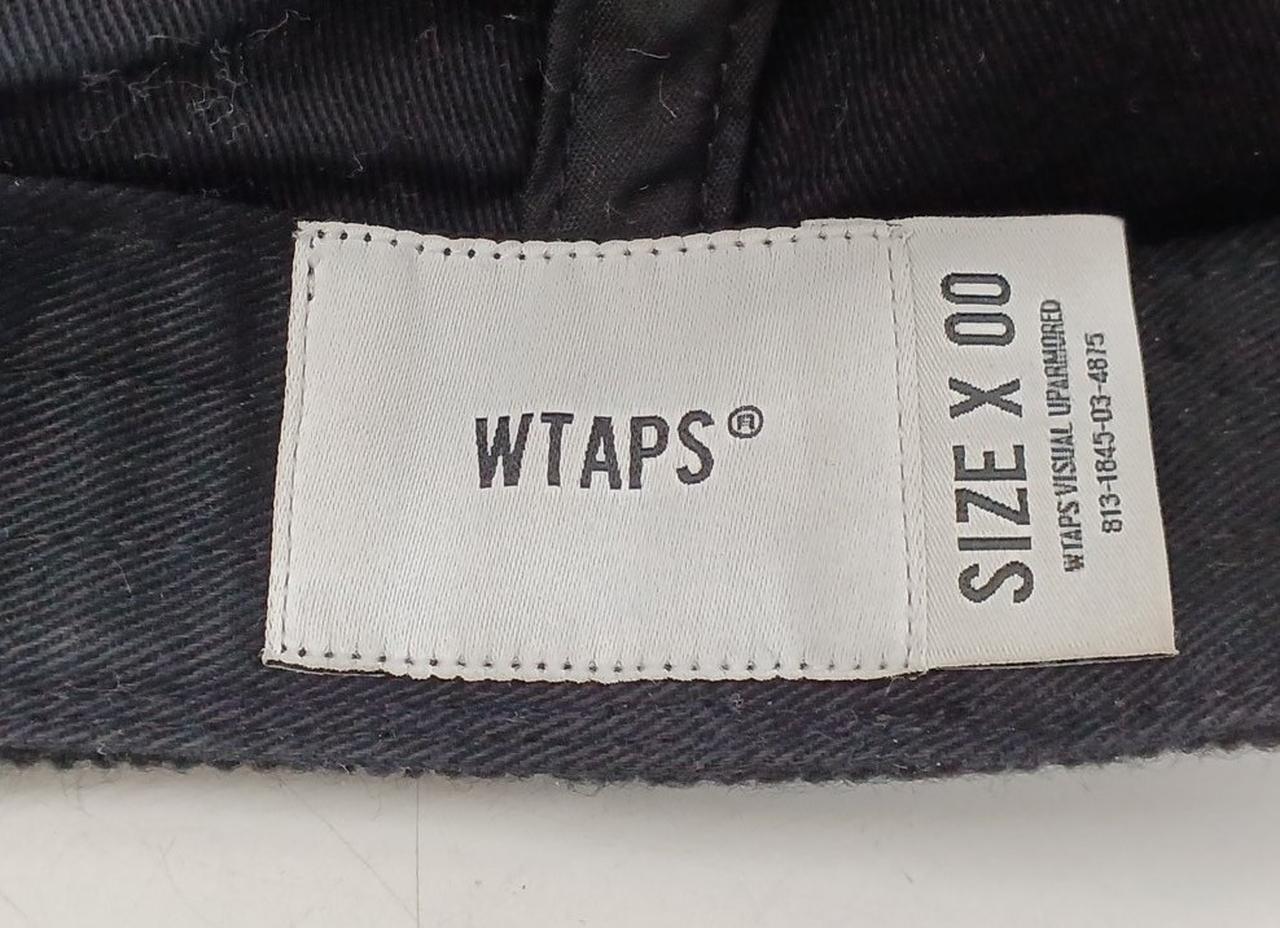 WTAPS®
SIZE X 00
WTAPS VISUAL UPARMORED
813-1845-03-4875